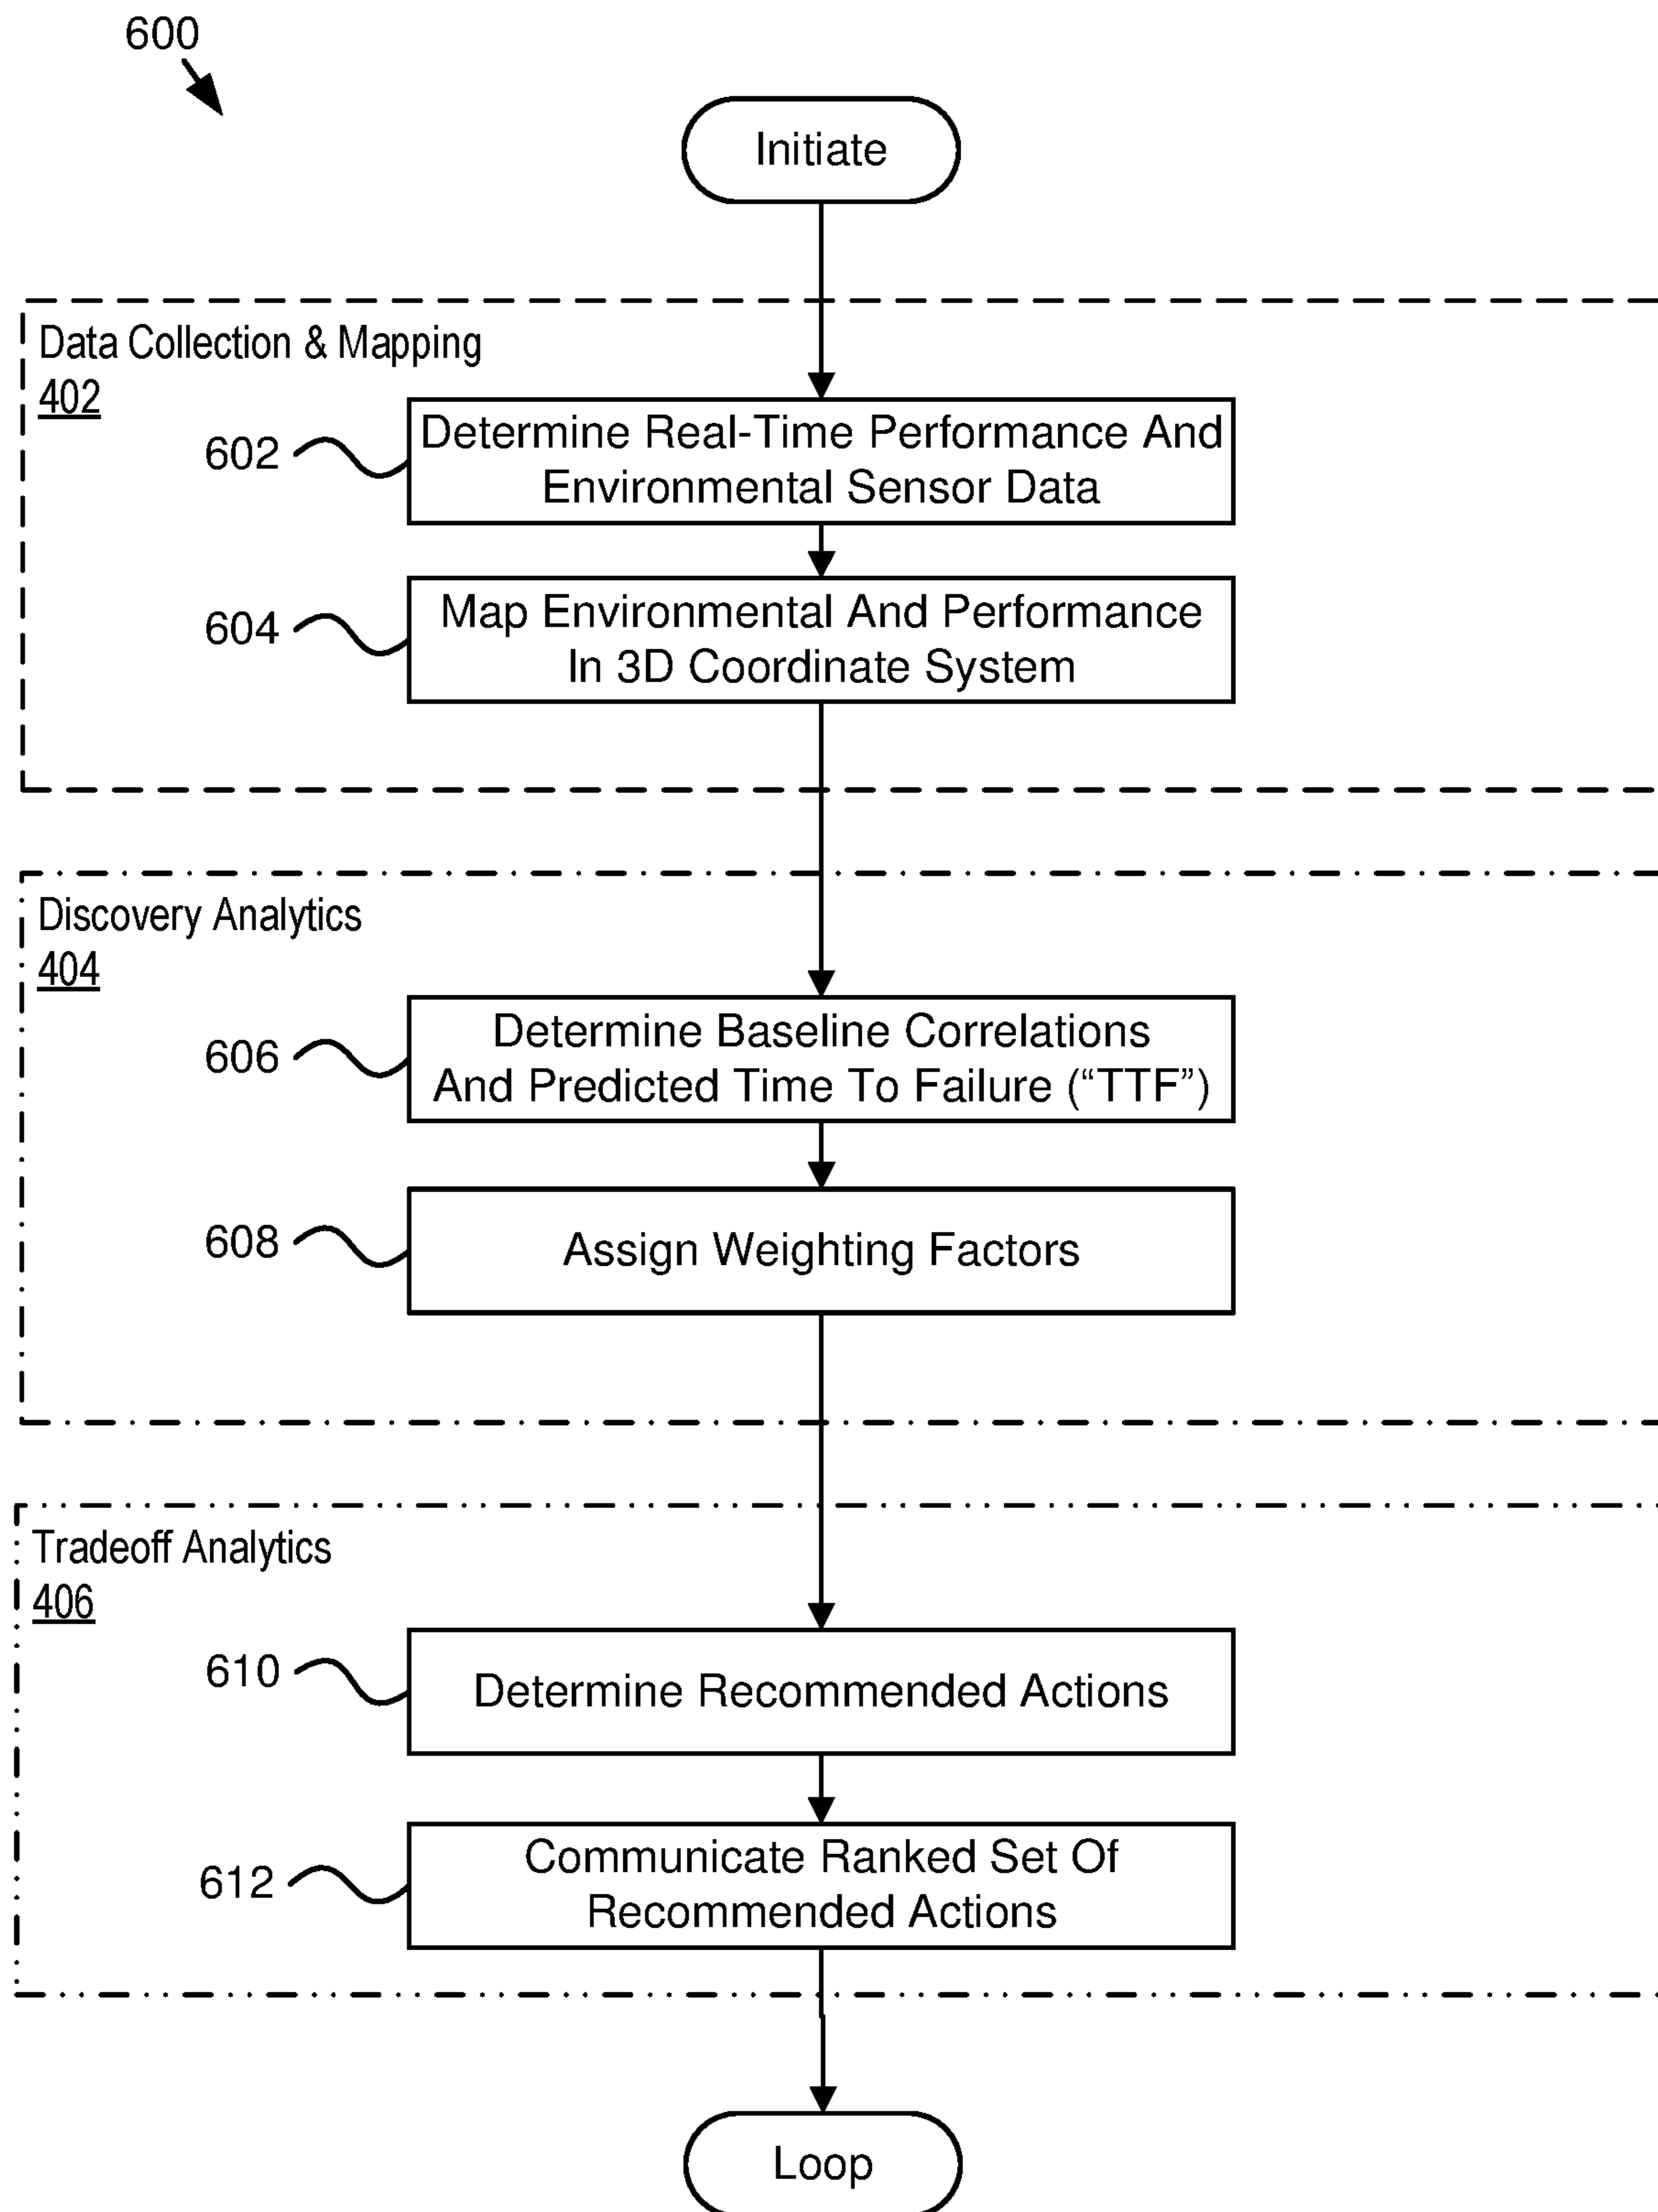 600
Initiate
Data Collection & Mapping
402
602
Determine Real-Time Performance And
Environmental Sensor Data
604
Map Environmental And Performance
In 3D Coordinate System
Discovery Analytics
404
606
Determine Baseline Correlations
And Predicted Time To Failure (“TTF”)
608
Assign Weighting Factors
Tradeoff Analytics
406
610
Determine Recommended Actions
612
Communicate Ranked Set Of
Recommended Actions
Loop